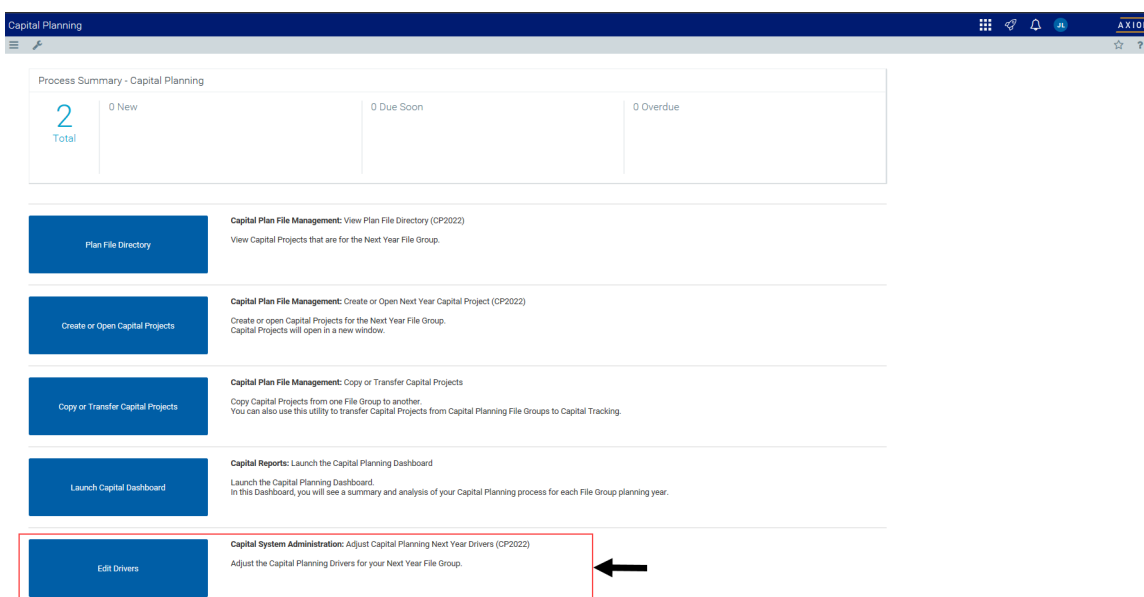 Capital Planning
JL
AXIOM
?
Process Summary - Capital Planning
2
Total
0 New
0 Due Soon
0 Overdue
Plan File Directory
Capital Plan File Management: View Plan File Directory (CP2022)
View Capital Projects that are for the Next Year File Group.
Create or Open Capital Projects
Capital Plan File Management: Create or Open Next Year Capital Project (CP2022)
Create or open Capital Projects for the Next Year File Group.
Capital Projects will open in a new window.
Copy or Transfer Capital Projects
Capital Plan File Management: Copy or Transfer Capital Projects
Copy Capital Projects from one File Group to another.
You can also use this utility to transfer Capital Projects from Capital Planning File Groups to Capital Tracking.
Launch Capital Dashboard
Capital Reports: Launch the Capital Planning Dashboard
Launch the Capital Planning Dashboard.
In this Dashboard, you will see a summary and analysis of your Capital Planning process for each File Group planning year.
Edit Drivers
Capital System Administration: Adjust Capital Planning Next Year Drivers (CP2022)
Adjust the Capital Planning Drivers for your Next Year File Group.